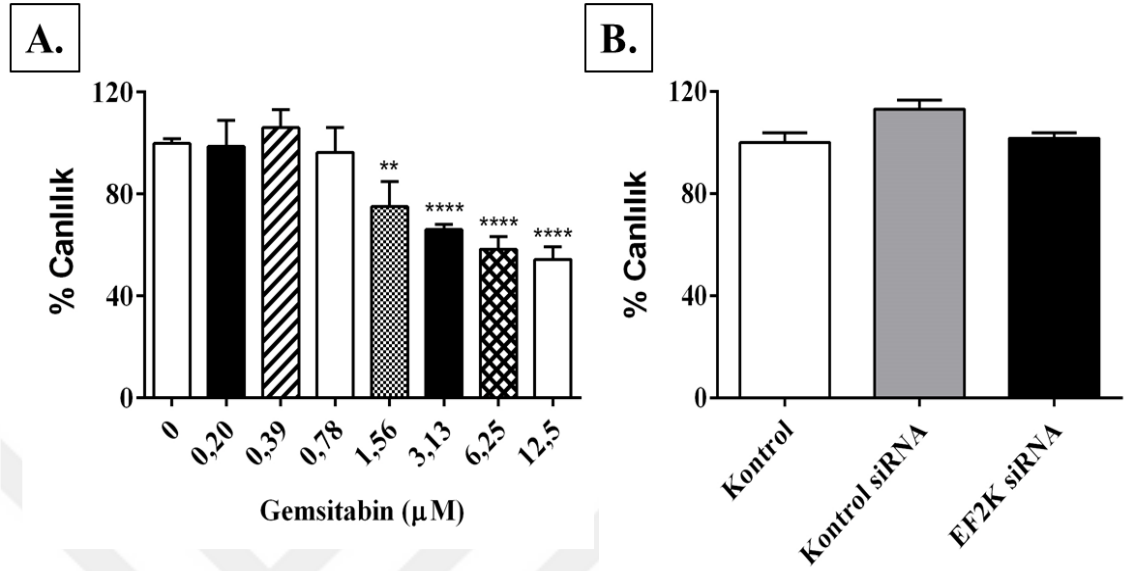 A.
120
80
40
0
% Canlılık
**
****
****
****
0
0,20
0,39
0,78
1,56
3,13
6,25
12,5
Gemsitabin (µM)
B.
120
80
40
0
% Canlılık
Kontrol
Kontrol siRNA
EF2K siRNA